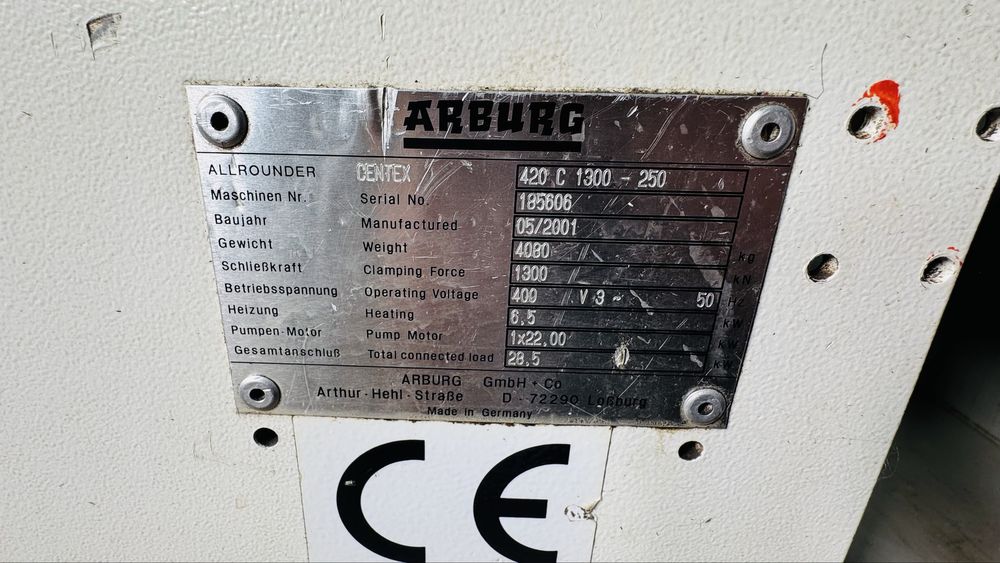 ARBURG
ALLROUNDER CENTEX 420 C 1300 - 250
Maschinen Nr. Serial No. 185606
Baujahr Manufactured 05/2001
Gewicht Weight 4080 kg
Schließkraft Clamping Force 1300 kN
Betriebsspannung Operating Voltage 400 V 3~ 50 Hz
Heizung Heating 6,5 kW
Pumpen-Motor Pump Motor 1x22,00 kW
Gesamtanschluß Total connected load 28,5 kW
ARBURG GmbH + Co
Arthur - Hehl - Straße D - 72290 Loßburg
Made in Germany
CE